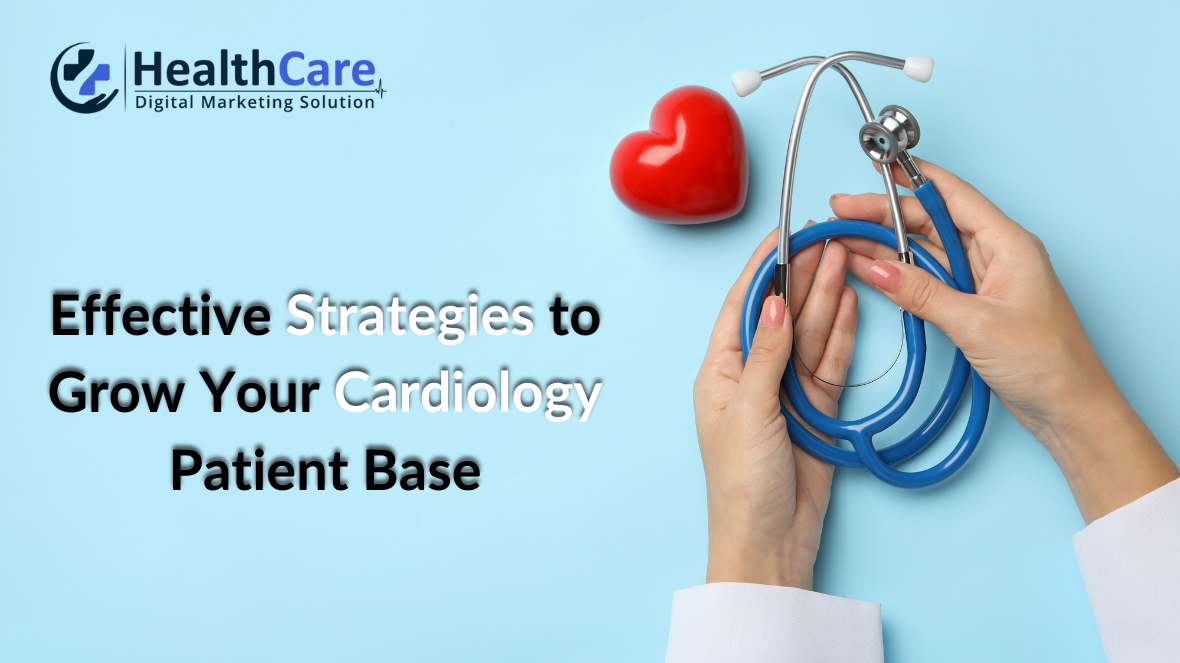 HealthCare
Digital Marketing Solution
Effective Strategies to
Grow Your Cardiology
Patient Base